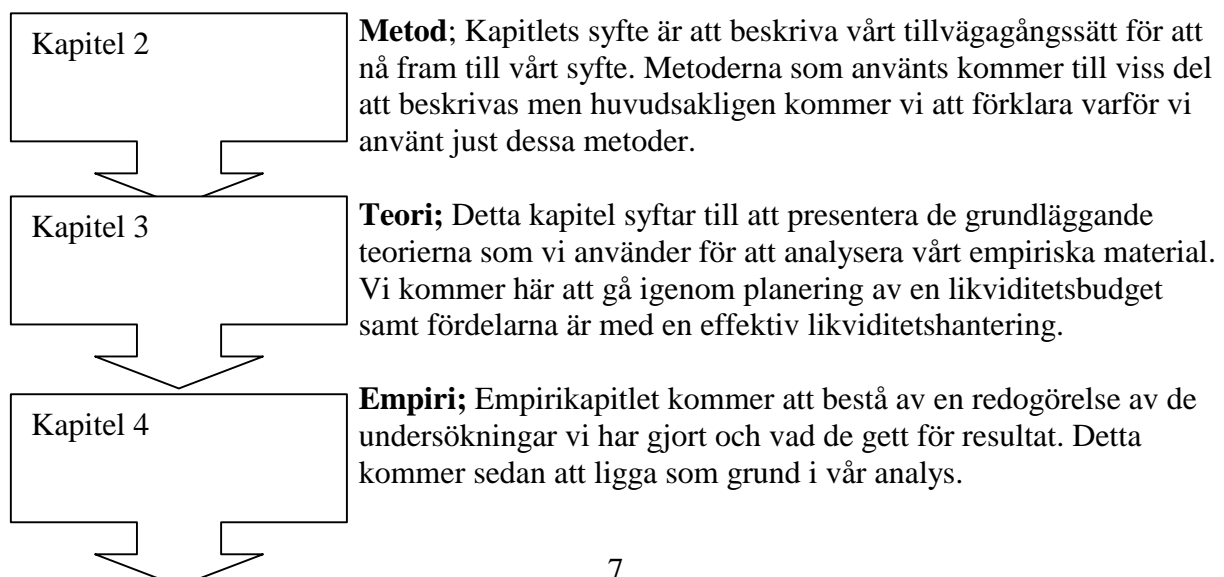 Kapitel 2
Metod; Kapitlets syfte är att beskriva vårt tillvägagångssätt för att
nå fram till vårt syfte. Metoderna som använts kommer till viss del
att beskrivas men huvudsakligen kommer vi att förklara varför vi
använt just dessa metoder.
Kapitel 3
Teori; Detta kapitel syftar till att presentera de grundläggande
teorierna som vi använder för att analysera vårt empiriska material.
Vi kommer här att gå igenom planering av en likviditetsbudget
samt fördelarna är med en effektiv likviditetshantering.
Kapitel 4
Empiri; Empirikapitlet kommer att bestå av en redogörelse av de
undersökningar vi har gjort och vad de gett för resultat. Detta
kommer sedan att ligga som grund i vår analys.
7